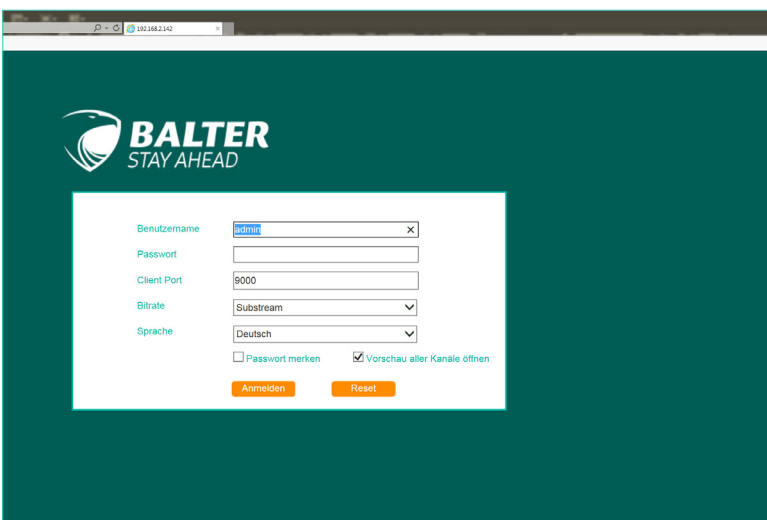 192.168.2.142
BALTER
STAY AHEAD
Benutzername admin
Passwort
Client Port 9000
Bitrate Substream
Sprache Deutsch
Passwort merken Vorschau aller Kanäle öffnen
Anmelden Reset